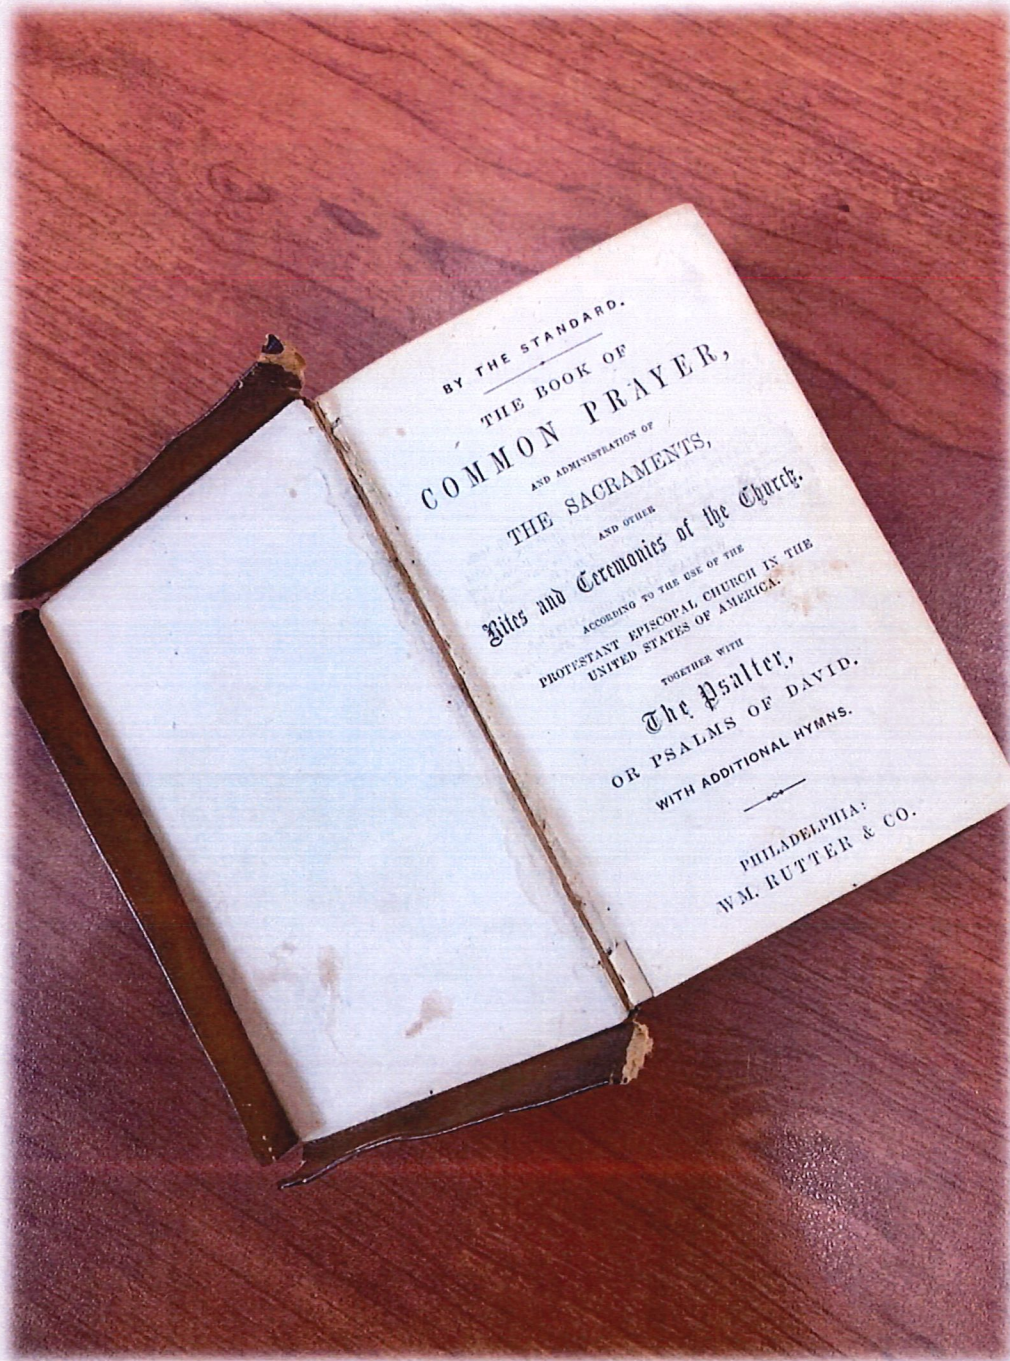 BY THE STANDARD.
THE BOOK OF
COMMON PRAYER,
AND ADMINISTRATION OF
THE SACRAMENTS,
AND OTHER
Rites and Ceremonies of the Church.
ACCORDING TO THE USE OF THE
PROTESTANT EPISCOPAL CHURCH IN THE
UNITED STATES OF AMERICA.
TOGETHER WITH
The Psalter,
OR PSALMS OF DAVID.
WITH ADDITIONAL HYMNS.
PHILADELPHIA:
WM. RUTTER & CO.